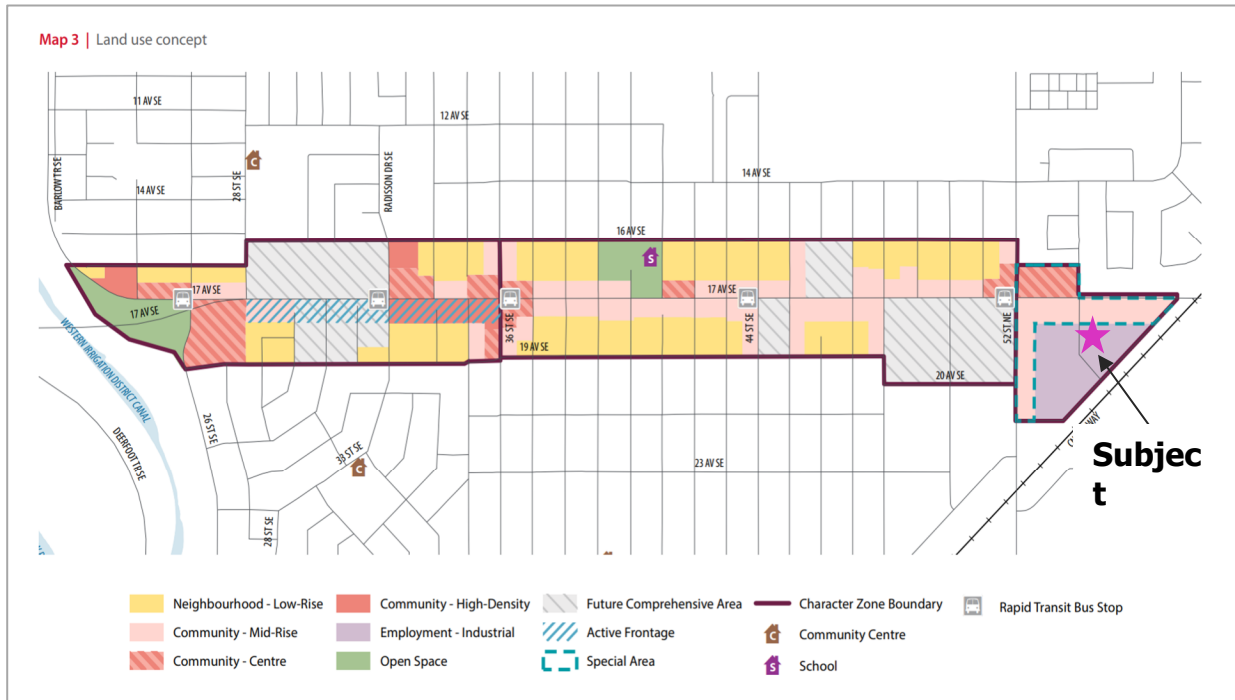 Map 3 | Land use concept
11 AV SE
12 AV SE
BARLOW TR SE
28 ST SE
C
RADISSON DR SE
14 AV SE
14 AV SE
16 AV SE
S
17 AV SE
17 AV SE
17 AV SE
36 ST SE
44 ST SE
52 ST NE
19 AV SE
20 AV SE
WESTERN IRRIGATION DISTRICT CANAL
DEERFOOT TR SE
26 ST SE
33 ST SE
C
23 AV SE
28 ST SE
WAY
Subjec
t
Neighbourhood - Low-Rise
Community - High-Density
Future Comprehensive Area
Character Zone Boundary
Rapid Transit Bus Stop
Community - Mid-Rise
Employment - Industrial
Active Frontage
C
Community Centre
Community - Centre
Open Space
Special Area
S
School